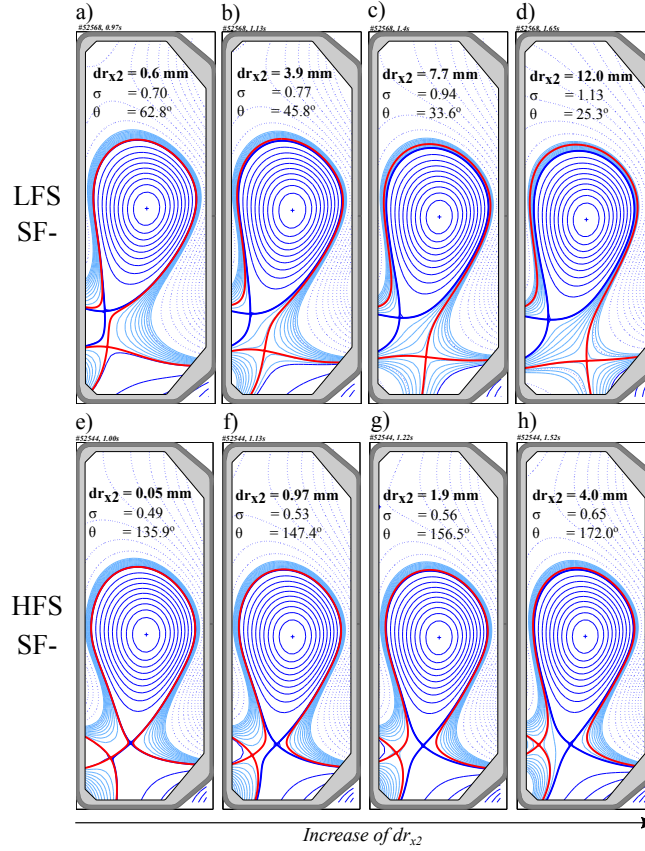 a)
#52568, 0.97s
dr_x2 = 0.6 mm
σ = 0.70
θ = 62.8°
b)
#52568, 1.13s
dr_x2 = 3.9 mm
σ = 0.77
θ = 45.8°
c)
#52568, 1.4s
dr_x2 = 7.7 mm
σ = 0.94
θ = 33.6°
d)
#52568, 1.65s
dr_x2 = 12.0 mm
σ = 1.13
θ = 25.3°
LFS
SF-
e)
#52544, 1.00s
dr_x2 = 0.05 mm
σ = 0.49
θ = 135.9°
f)
#52544, 1.13s
dr_x2 = 0.97 mm
σ = 0.53
θ = 147.4°
g)
#52544, 1.22s
dr_x2 = 1.9 mm
σ = 0.56
θ = 156.5°
h)
#52544, 1.52s
dr_x2 = 4.0 mm
σ = 0.65
θ = 172.0°
HFS
SF-
Increase of dr_x2